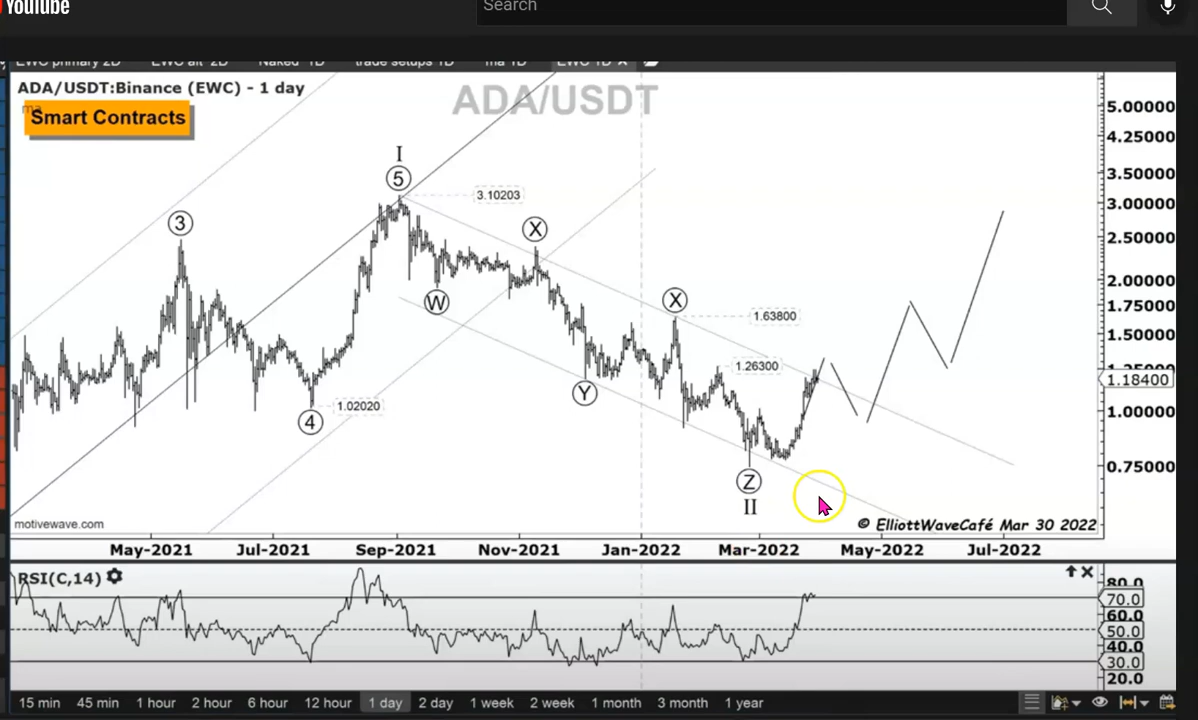 YouTube
Search
EWC primary 2D EWC alt 2D Naked 1D trade setups 1D ma 1D EWC 1D
ADA/USDT:Binance (EWC) - 1 day
ADA/USDT
ma
Smart Contracts
5.00000
4.25000
3.50000
3.00000
2.50000
2.00000
1.75000
1.50000
1.18400
1.00000
0.75000
I
5
3.10203
3
X
W
X
1.63800
1.26300
Y
4
1.02020
Z
II
motivewave.com
© ElliottWaveCafé Mar 30 2022
May-2021 Jul-2021 Sep-2021 Nov-2021 Jan-2022 Mar-2022 May-2022 Jul-2022
RSI(C,14)
80.0
70.0
60.0
50.0
40.0
30.0
20.0
15 min 45 min 1 hour 2 hour 6 hour 12 hour 1 day 2 day 1 week 2 week 1 month 3 month 1 year